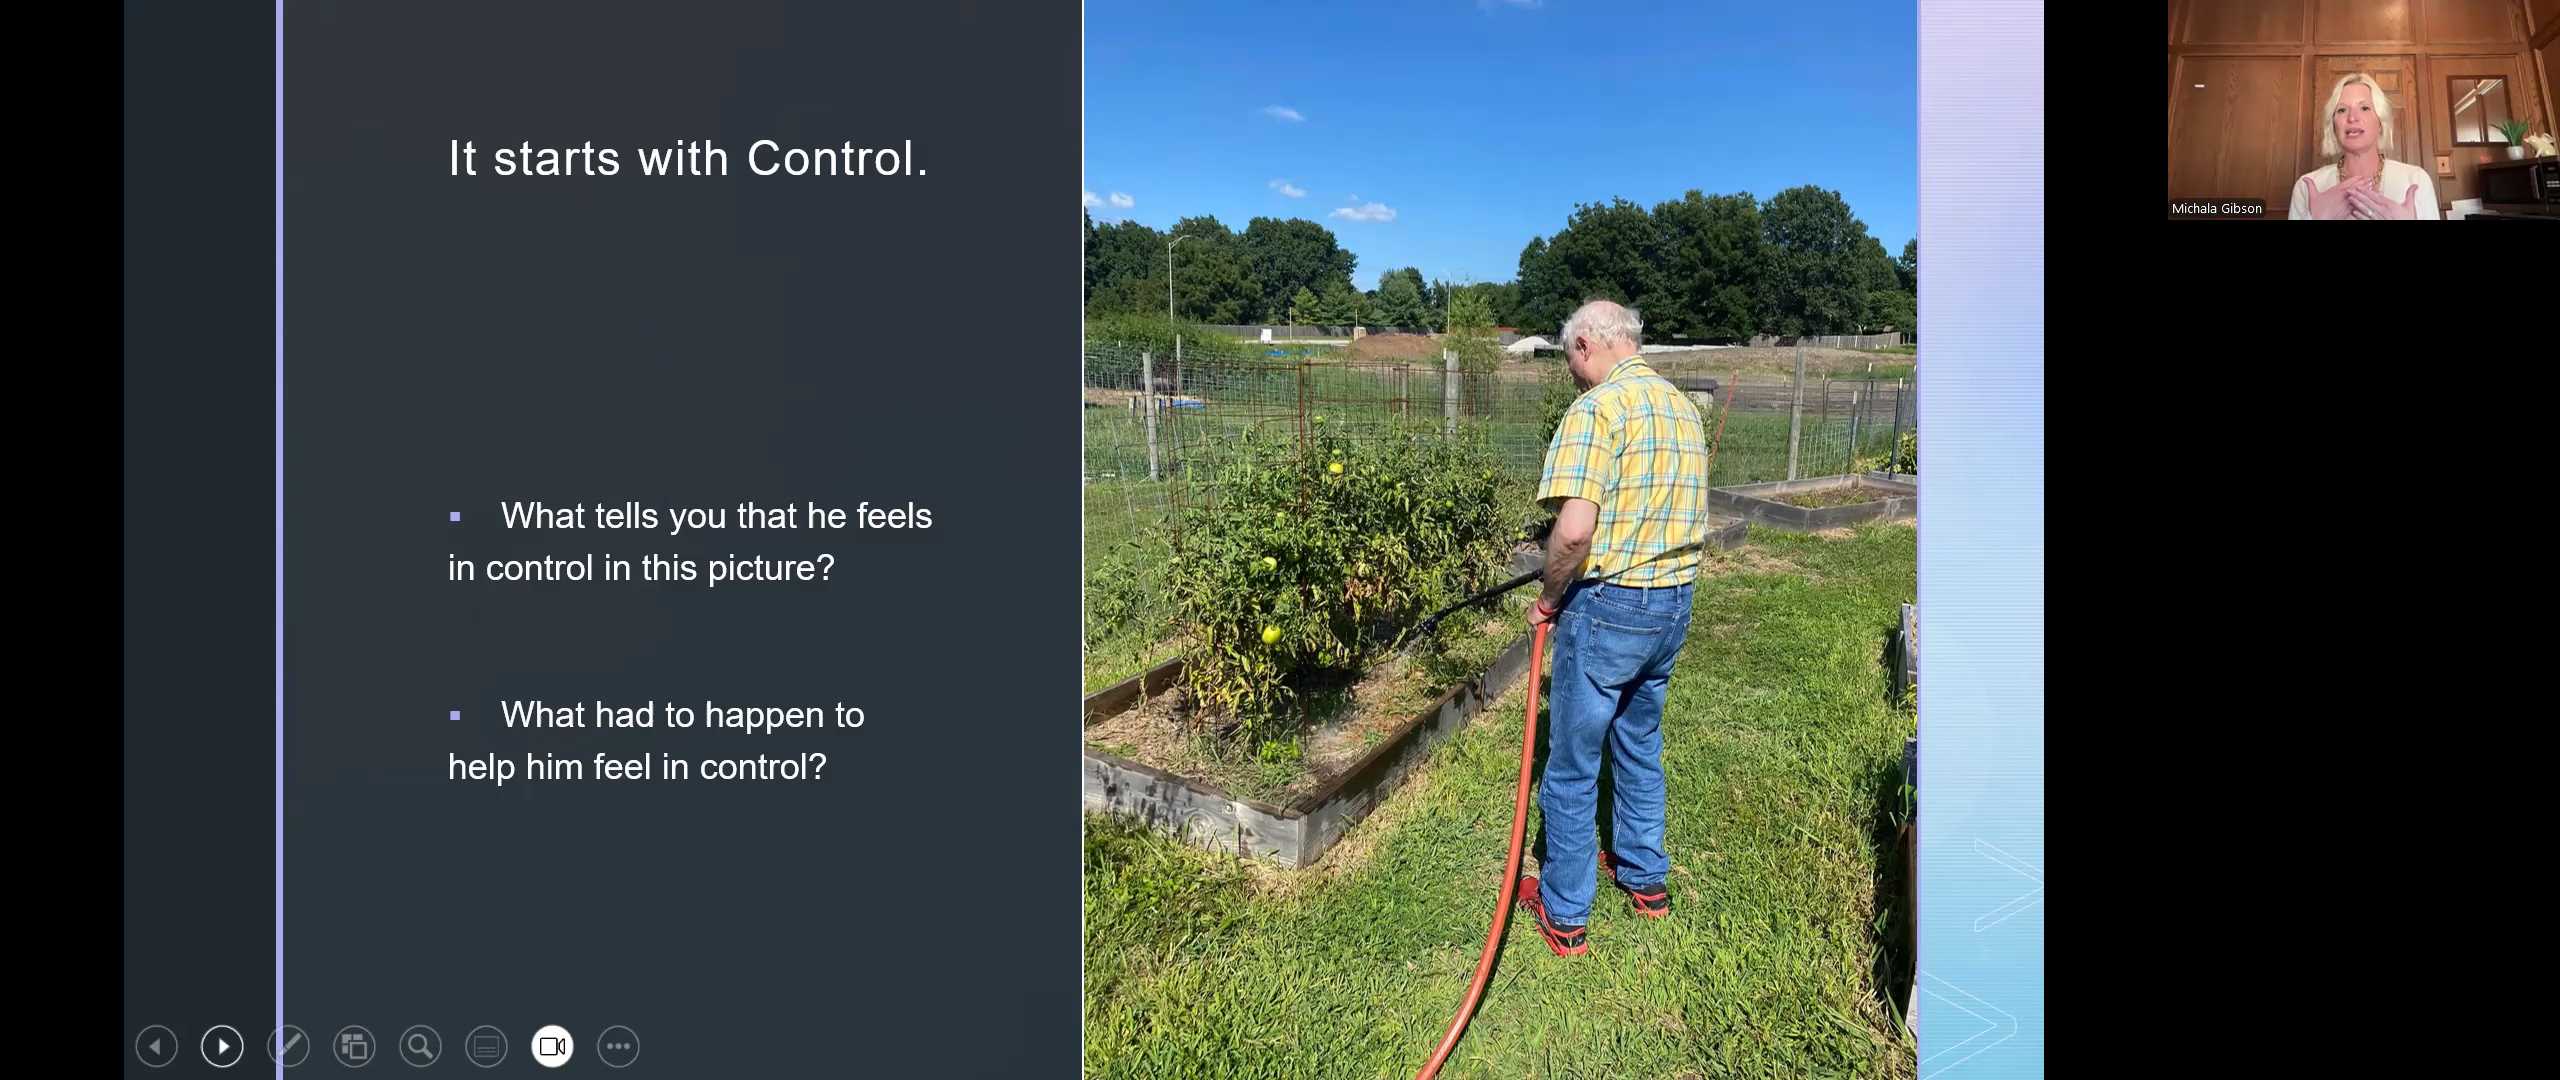 It starts with Control.
▪ What tells you that he feels
in control in this picture?
▪ What had to happen to
help him feel in control?
Michala Gibson